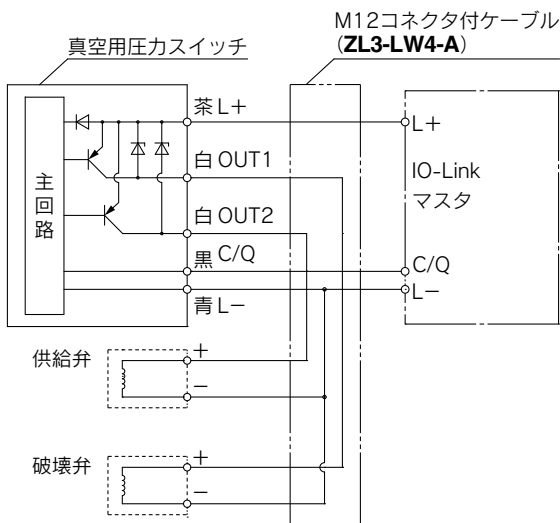 M12コネクタ付ケーブル
(ZL3-LW4-A)
真空用圧力スイッチ
主回路
茶 L+
白 OUT1
白 OUT2
黒 C/Q
青 L−
L+
IO-Link
マスタ
C/Q
L−
供給弁
+
−
破壊弁
+
−